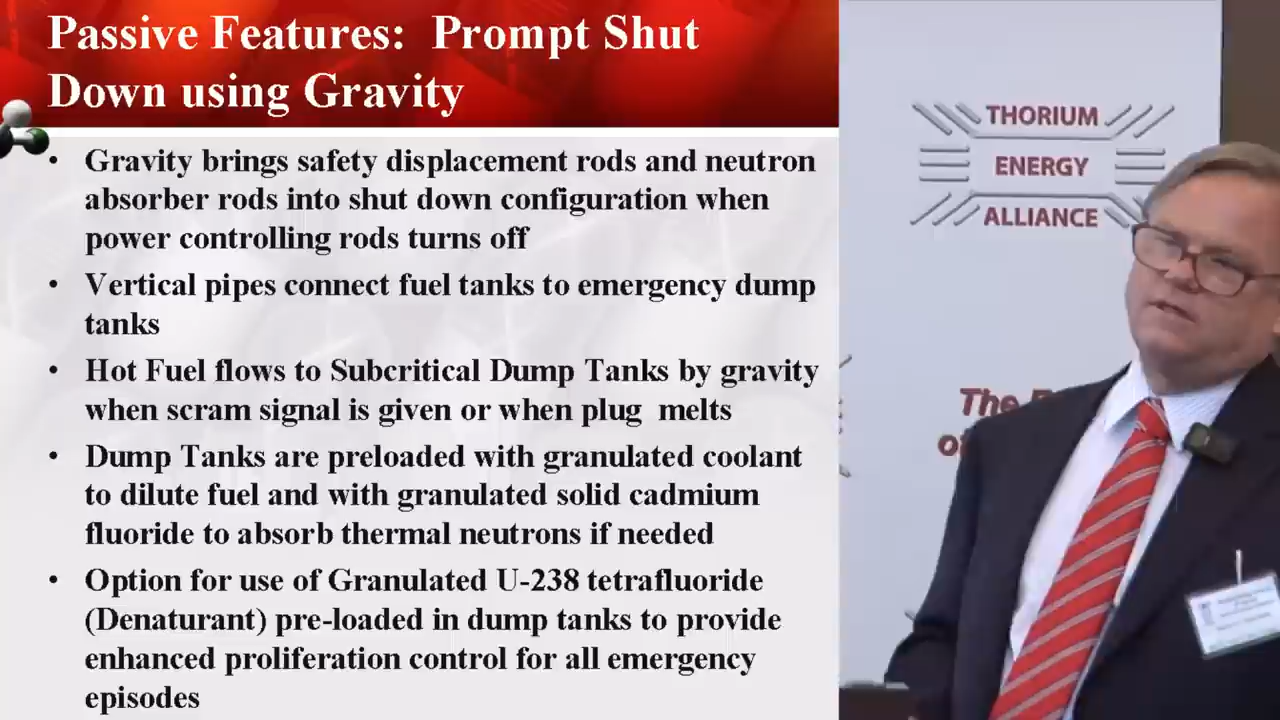 Passive Features: Prompt Shut
Down using Gravity
• Gravity brings safety displacement rods and neutron
absorber rods into shut down configuration when
power controlling rods turns off
• Vertical pipes connect fuel tanks to emergency dump
tanks
• Hot Fuel flows to Subcritical Dump Tanks by gravity
when scram signal is given or when plug melts
• Dump Tanks are preloaded with granulated coolant
to dilute fuel and with granulated solid cadmium
fluoride to absorb thermal neutrons if needed
• Option for use of Granulated U-238 tetrafluoride
(Denaturant) pre-loaded in dump tanks to provide
enhanced proliferation control for all emergency
episodes
THORIUM
ENERGY
ALLIANCE
The